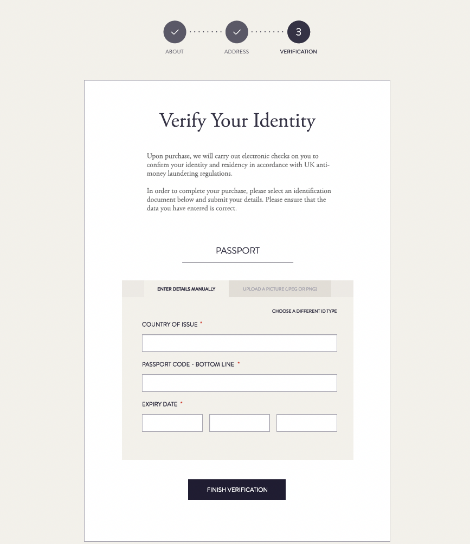 3
ABOUT
ADDRESS
VERIFICATION
Verify Your Identity
Upon purchase, we will carry out electronic checks on you to
confirm your identity and residency in accordance with UK anti-
money laundering regulations.
In order to complete your purchase, please select an identification
document below and submit your details. Please ensure that the
data you have entered is correct
PASSPORT
ENTER DETAILS MANUALLY
UPLOAD A PICTURE (JPEG OR PNG)
CHOOSE A DIFFERENT ID TYPE
COUNTRY OF ISSUE *
PASSPORT CODE - BOTTOM LINE *
EXPIRY DATE *
FINISH VERIFICATION